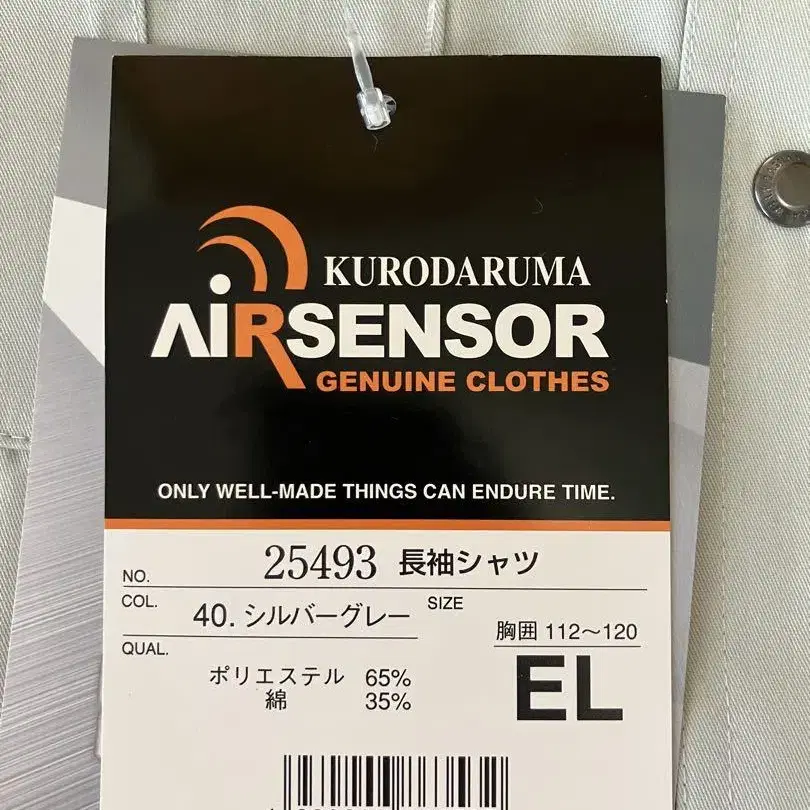 KURODARUMA
AiRSENSOR
GENUINE CLOTHES
ONLY WELL-MADE THINGS CAN ENDURE TIME.
NO. 25493 長袖シャツ
COL. 40. シルバーグレー
SIZE 胸囲 112〜120
EL
QUAL. ポリエステル 65%
綿 35%